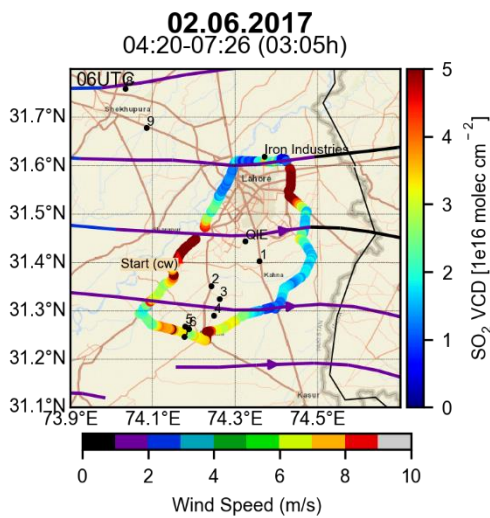 02.06.2017
04:20-07:26 (03:05h)
06UTC
8
Shekhupura
9
Iron Industries
Lahore
QIE
1
Kahna
Start (cw)
2
3
4
5
6
Kasur
31.7°N
31.6°N
31.5°N
31.4°N
31.3°N
31.2°N
31.1°N
73.9°E
74.1°E
74.3°E
74.5°E
5
4
3
2
1
0
SO₂ VCD [1e16 molec cm⁻²]
0 2 4 6 8 10
Wind Speed (m/s)